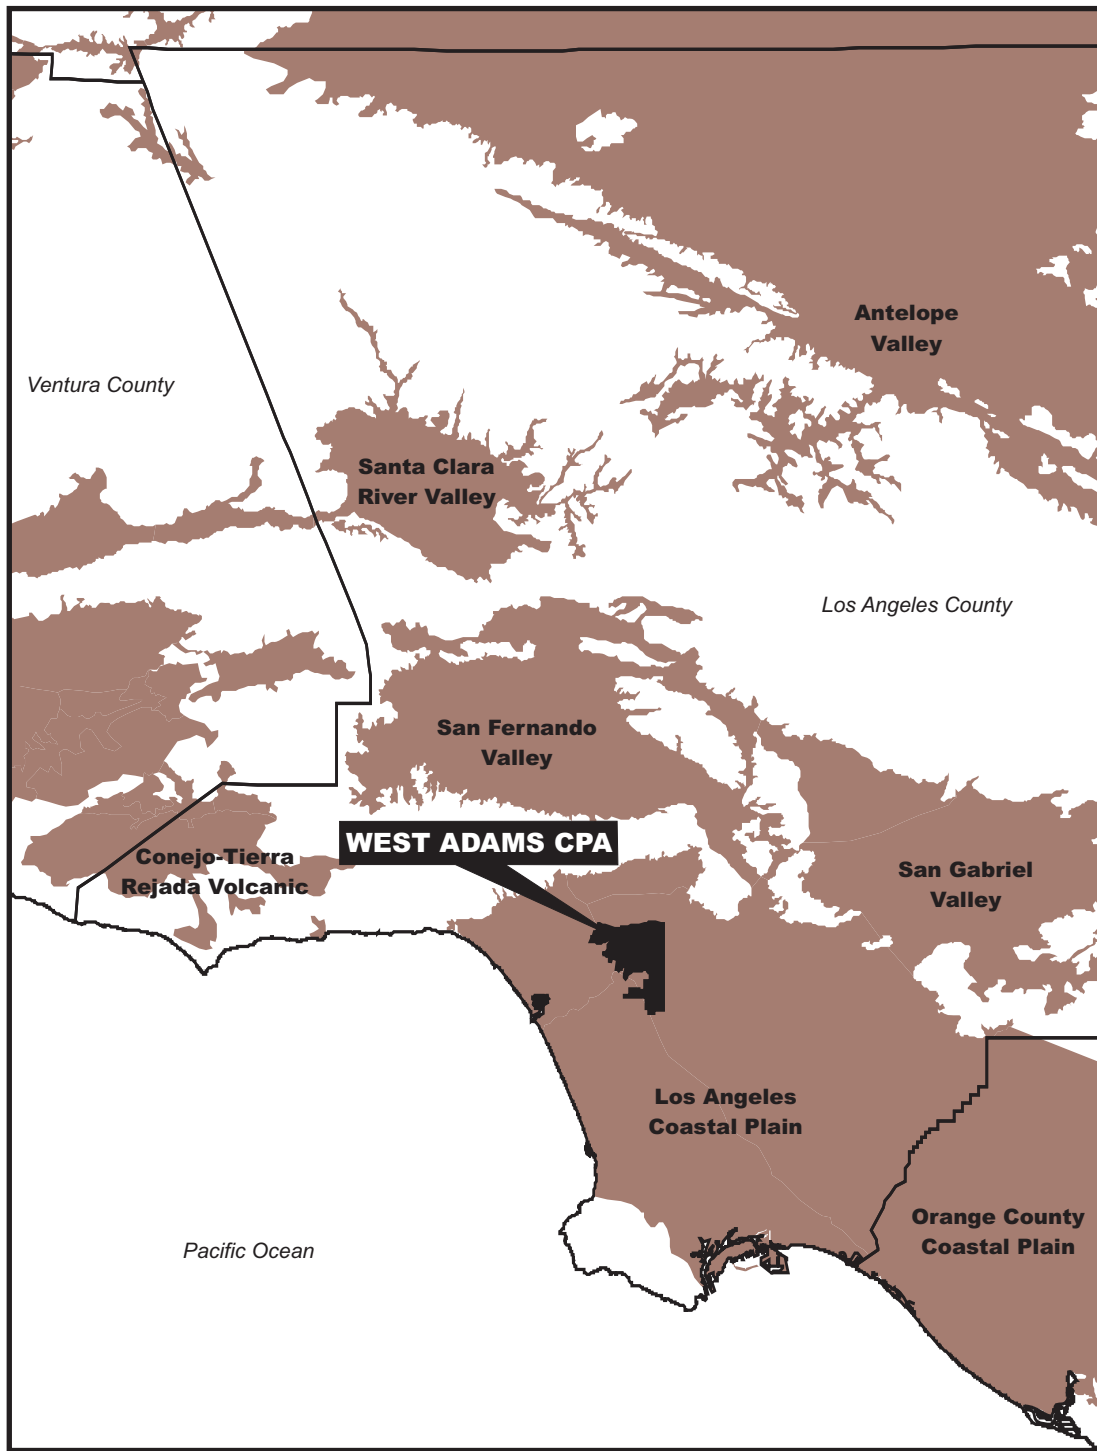 Antelope
Valley
Ventura County
Santa Clara
River Valley
Los Angeles County
San Fernando
Valley
WEST ADAMS CPA
Conejo-Tierra
Rejada Volcanic
San Gabriel
Valley
Los Angeles
Coastal Plain
Orange County
Coastal Plain
Pacific Ocean